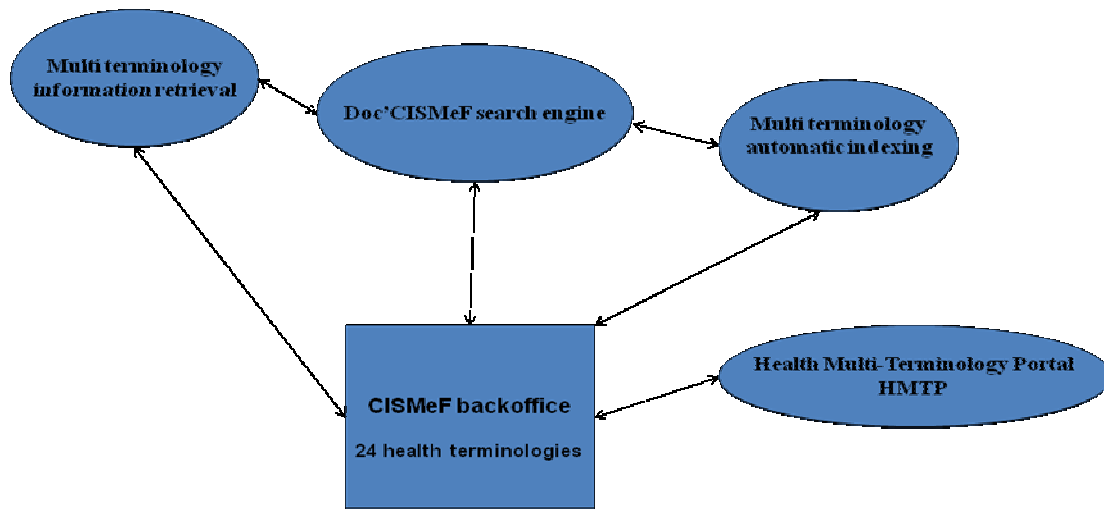 Multi terminology
information retrieval
Doc'CISMeF search engine
Multi terminology
automatic indexing
CISMeF backoffice
24 health terminologies
Health Multi-Terminology Portal
HMTP